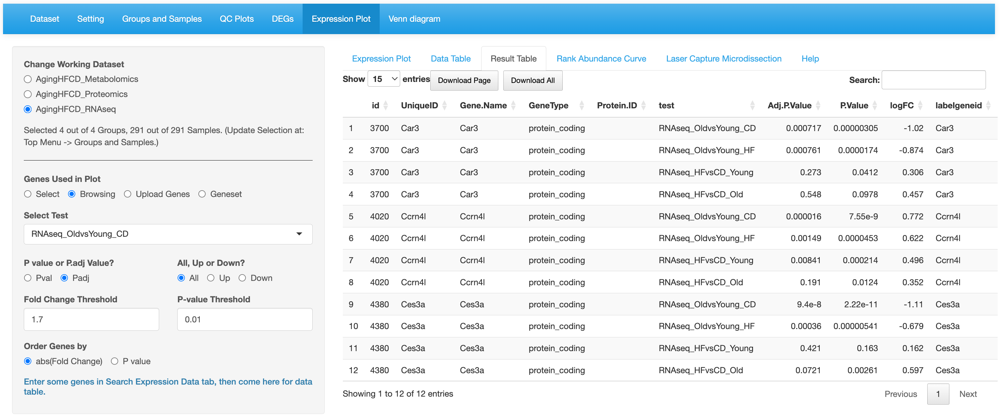 Dataset Setting Groups and Samples QC Plots DEGs Expression Plot Venn diagram
Change Working Dataset
AgingHFCD_Metabolomics
AgingHFCD_Proteomics
AgingHFCD_RNAseq
Selected 4 out of 4 Groups, 291 out of 291 Samples. (Update Selection at:
Top Menu -> Groups and Samples.)
Genes Used in Plot
Select Browsing Upload Genes Geneset
Select Test
RNAseq_OldvsYoung_CD
P value or P.adj Value? All, Up or Down?
Pval Padj All Up Down
Fold Change Threshold P-value Threshold
1.7 0.01
Order Genes by
abs(Fold Change) P value
Enter some genes in Search Expression Data tab, then come here for data
table.
Expression Plot Data Table Result Table Rank Abundance Curve Laser Capture Microdissection Help
Show 15 entries Download Page Download All Search:
id UniqueID Gene.Name GeneType Protein.ID test Adj.P.Value P.Value logFC labelgeneid
1 3700 Car3 Car3 protein_coding RNAseq_OldvsYoung_CD 0.000717 0.00000305 -1.02 Car3
2 3700 Car3 Car3 protein_coding RNAseq_OldvsYoung_HF 0.000761 0.0000174 -0.874 Car3
3 3700 Car3 Car3 protein_coding RNAseq_HFvsCD_Young 0.273 0.0412 0.306 Car3
4 3700 Car3 Car3 protein_coding RNAseq_HFvsCD_Old 0.548 0.0978 0.457 Car3
5 4020 Ccrn4l Ccrn4l protein_coding RNAseq_OldvsYoung_CD 0.000016 7.55e-9 0.772 Ccrn4l
6 4020 Ccrn4l Ccrn4l protein_coding RNAseq_OldvsYoung_HF 0.00149 0.0000453 0.622 Ccrn4l
7 4020 Ccrn4l Ccrn4l protein_coding RNAseq_HFvsCD_Young 0.00841 0.000214 0.496 Ccrn4l
8 4020 Ccrn4l Ccrn4l protein_coding RNAseq_HFvsCD_Old 0.191 0.0124 0.352 Ccrn4l
9 4380 Ces3a Ces3a protein_coding RNAseq_OldvsYoung_CD 9.4e-8 2.22e-11 -1.11 Ces3a
10 4380 Ces3a Ces3a protein_coding RNAseq_OldvsYoung_HF 0.00036 0.00000541 -0.679 Ces3a
11 4380 Ces3a Ces3a protein_coding RNAseq_HFvsCD_Young 0.421 0.163 0.162 Ces3a
12 4380 Ces3a Ces3a protein_coding RNAseq_HFvsCD_Old 0.0721 0.00261 0.597 Ces3a
Showing 1 to 12 of 12 entries Previous 1 Next